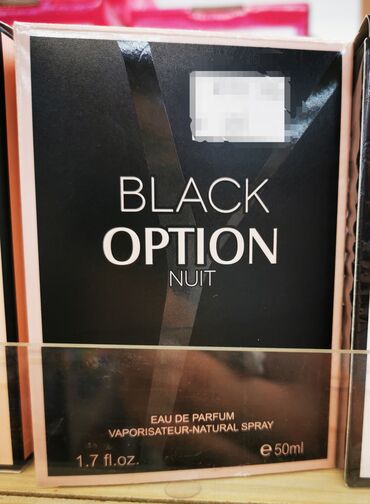 BLACK
OPTION
NUIT
EAU DE PARFUM
VAPORISATEUR-NATURAL SPRAY
1.7 fl.oz. ℮50ml